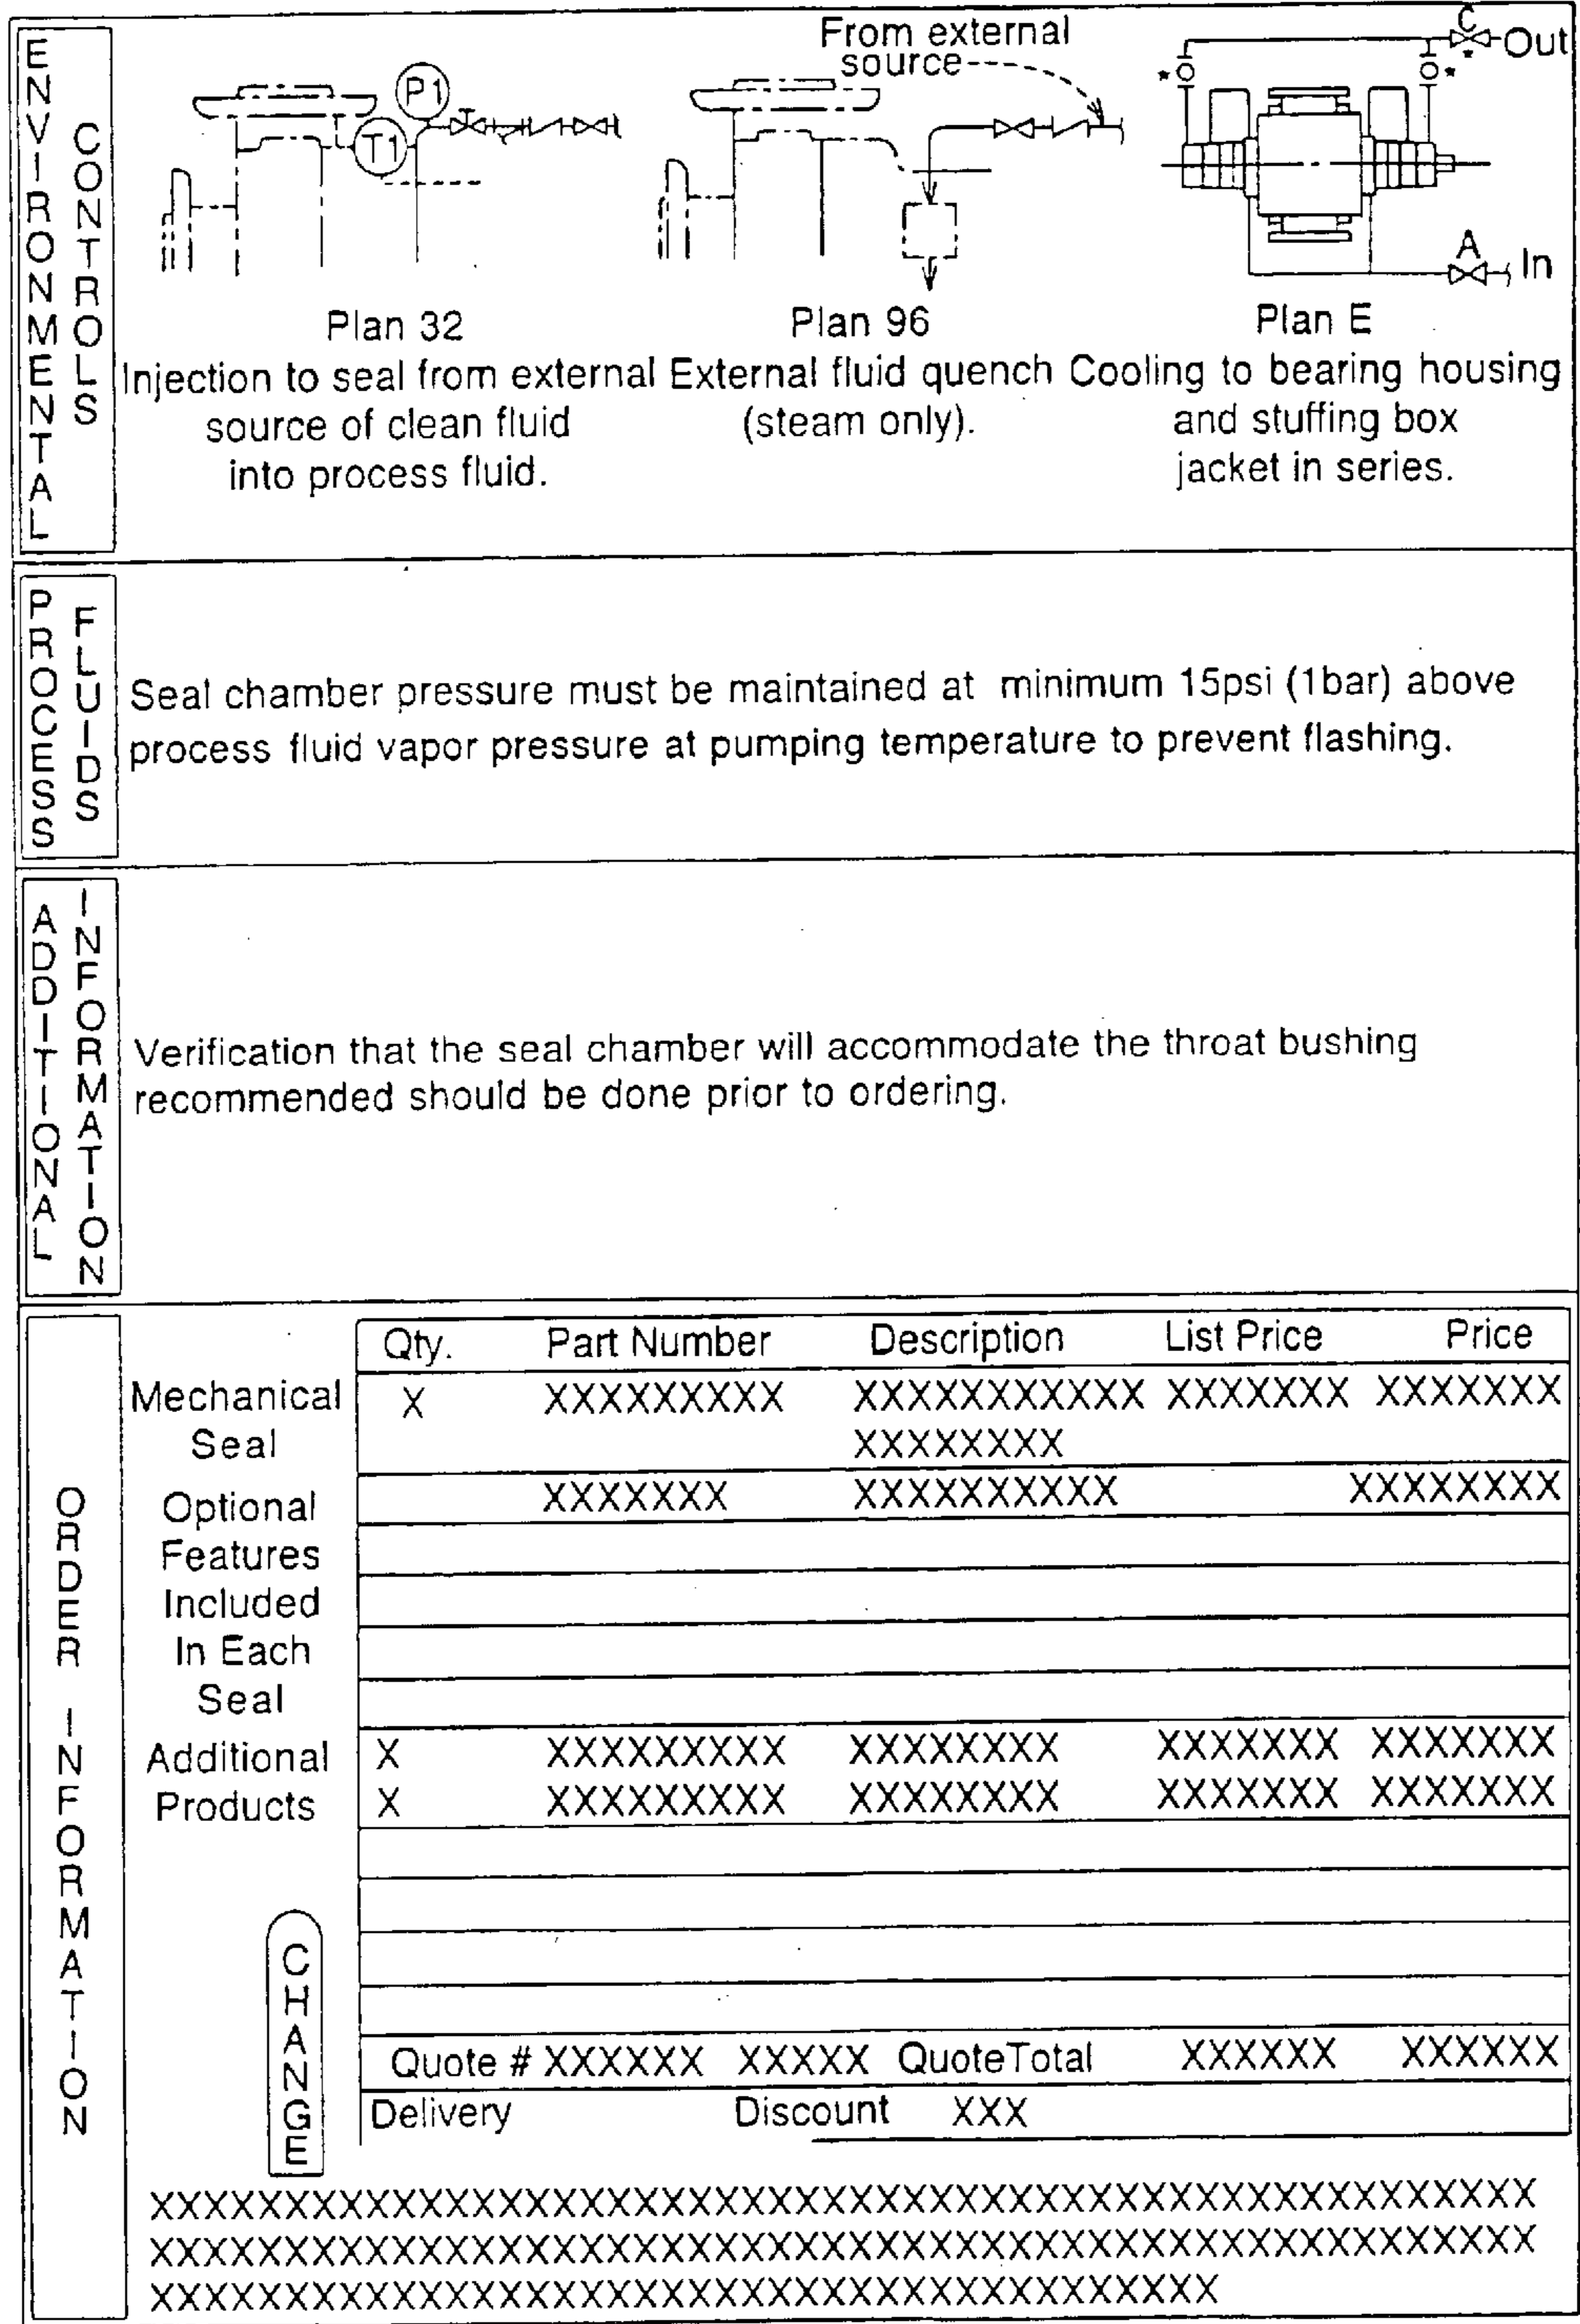 ENVIRONMENTAL
CONTROLS
P1
T1
Plan 32
Injection to seal from external
source of clean fluid
into process fluid.
From external
source
Plan 96
External fluid quench
(steam only).
C
Out
*
*
*
A
In
Plan E
Cooling to bearing housing
and stuffing box
jacket in series.
PROCESS
FLUIDS
Seal chamber pressure must be maintained at minimum 15psi (1bar) above
process fluid vapor pressure at pumping temperature to prevent flashing.
ADDITIONAL
INFORMATION
Verification that the seal chamber will accommodate the throat bushing
recommended should be done prior to ordering.
ORDER INFORMATION
Qty. Part Number Description List Price Price
Mechanical X XXXXXXXXX XXXXXXXXXXX XXXXXXX XXXXXXX
Seal XXXXXXXX
Optional XXXXXXX XXXXXXXXXX XXXXXXXX
Features
Included
In Each
Seal
Additional X XXXXXXXXX XXXXXXXX XXXXXXX XXXXXXX
Products X XXXXXXXXX XXXXXXXX XXXXXXX XXXXXXX
CHANGE
Quote # XXXXXX XXXXX QuoteTotal XXXXXX XXXXXX
Delivery Discount XXX
XXXXXXXXXXXXXXXXXXXXXXXXXXXXXXXXXXXXXXXXXXXXXXXXXXX
XXXXXXXXXXXXXXXXXXXXXXXXXXXXXXXXXXXXXXXXXXXXXXXXXXX
XXXXXXXXXXXXXXXXXXXXXXXXXXXXXXXXXXXXXXX